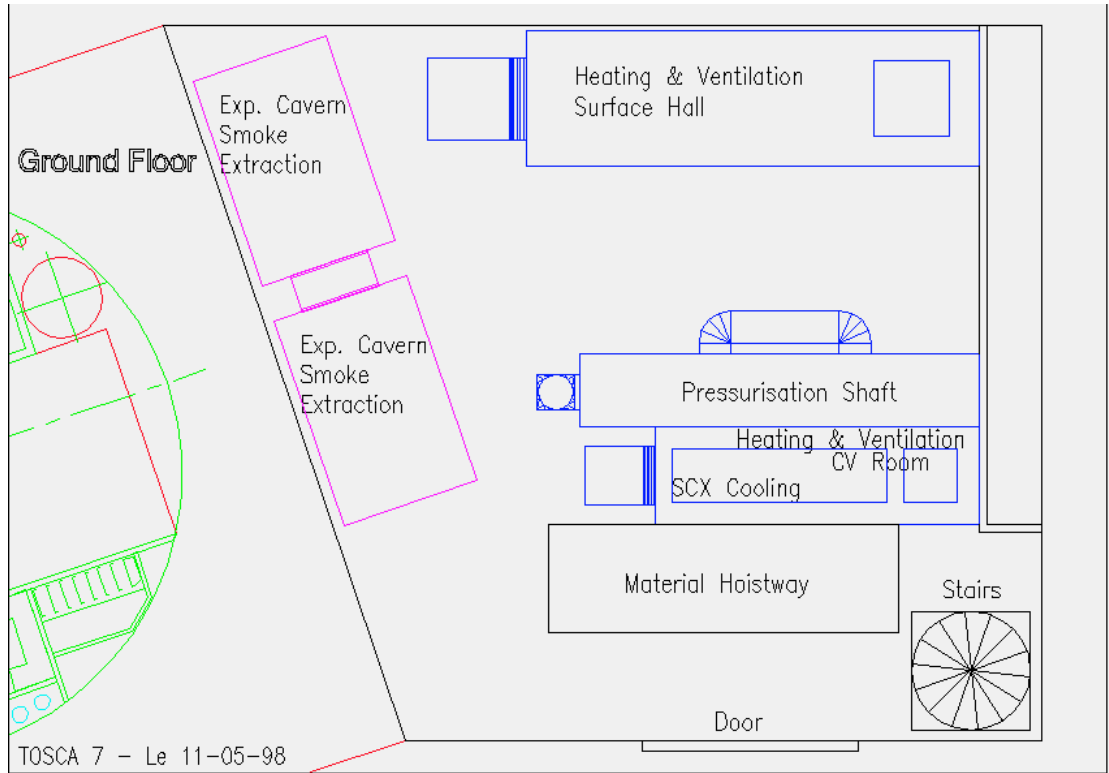 Heating & Ventilation
Surface Hall
Exp. Cavern
Smoke
Extraction
Ground Floor
Exp. Cavern
Smoke
Extraction
Pressurisation Shaft
Heating & Ventilation
CV Room
SCX Cooling
Material Hoistway
Stairs
Door
TOSCA 7 - Le 11-05-98